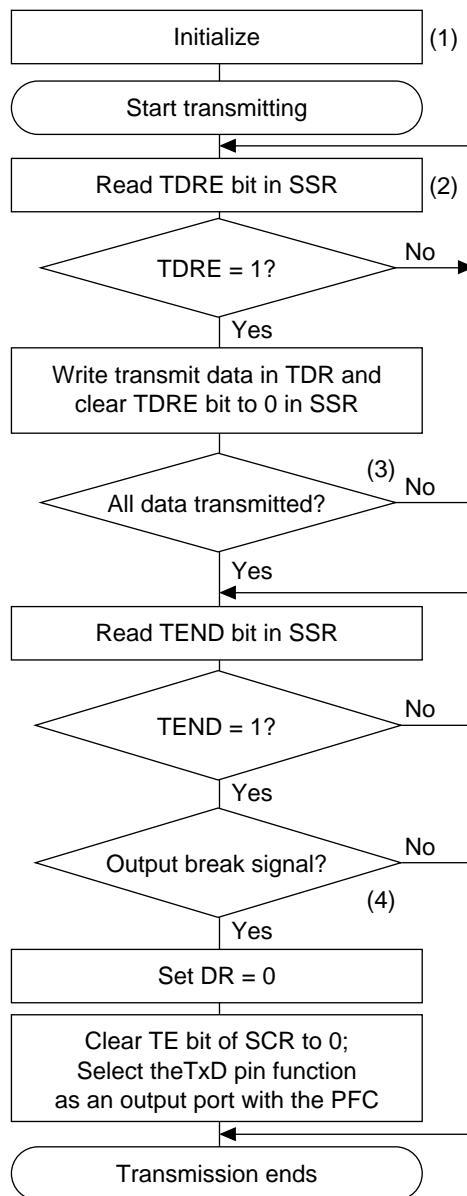 Initialize
(1)
Start transmitting
Read TDRE bit in SSR
(2)
TDRE = 1?
No
Yes
Write transmit data in TDR and
clear TDRE bit to 0 in SSR
(3)
All data transmitted?
No
Yes
Read TEND bit in SSR
TEND = 1?
No
Yes
Output break signal?
No
(4)
Yes
Set DR = 0
Clear TE bit of SCR to 0;
Select theTxD pin function
as an output port with the PFC
Transmission ends